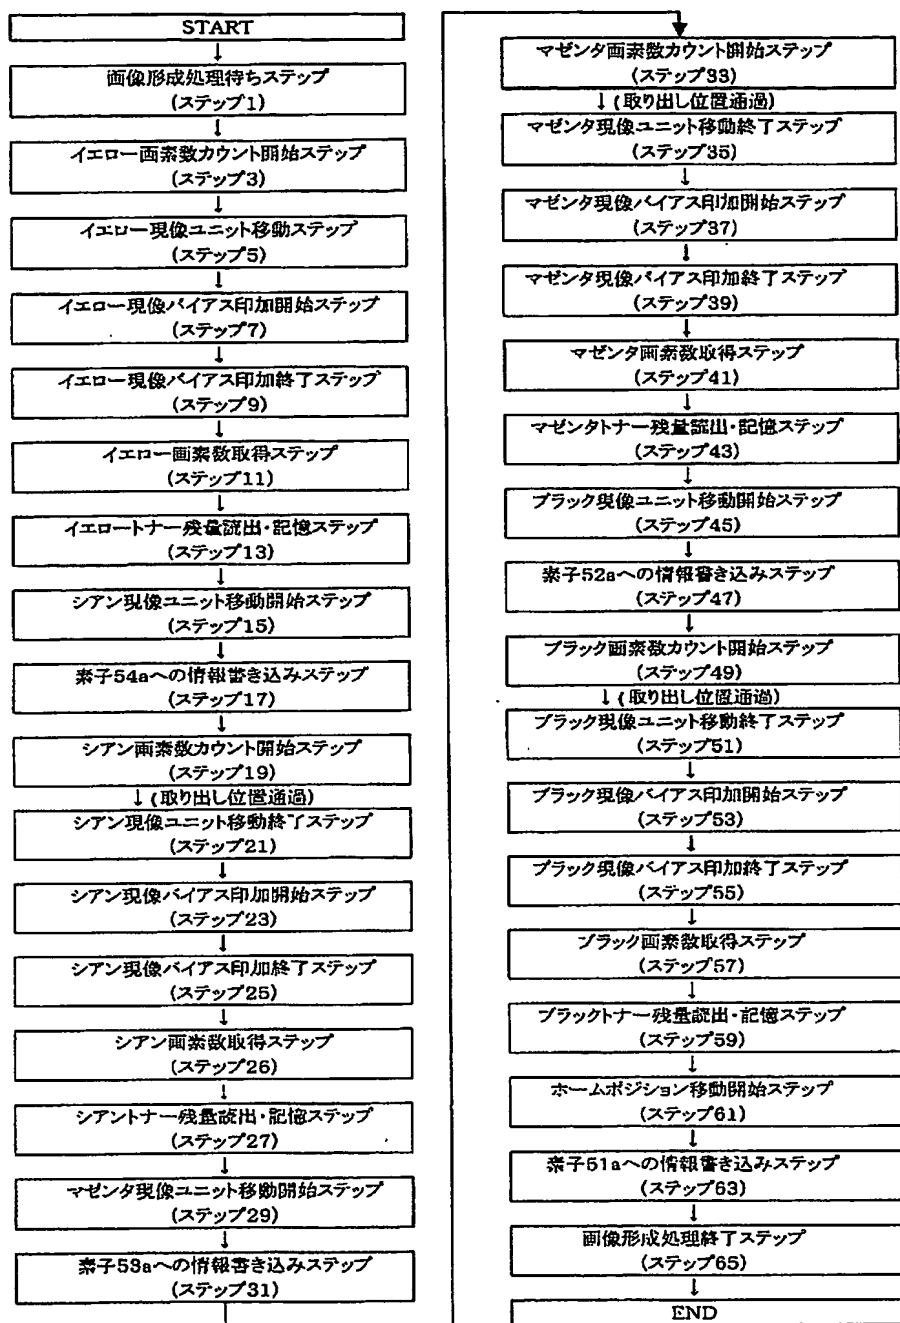 START
↓
画像形成処理待ちステップ
(ステップ1)
↓
イエロー画素数カウント開始ステップ
(ステップ3)
↓
イエロー現像ユニット移動ステップ
(ステップ5)
↓
イエロー現像バイアス印加開始ステップ
(ステップ7)
↓
イエロー現像バイアス印加終了ステップ
(ステップ9)
↓
イエロー画素数取得ステップ
(ステップ11)
↓
イエロートナー残量読出・記憶ステップ
(ステップ13)
↓
シアン現像ユニット移動開始ステップ
(ステップ15)
↓
素子54aへの情報書き込みステップ
(ステップ17)
↓
シアン画素数カウント開始ステップ
(ステップ19)
↓(取り出し位置通過)
シアン現像ユニット移動終了ステップ
(ステップ21)
↓
シアン現像バイアス印加開始ステップ
(ステップ23)
↓
シアン現像バイアス印加終了ステップ
(ステップ25)
↓
シアン画素数取得ステップ
(ステップ26)
↓
シアントナー残量読出・記憶ステップ
(ステップ27)
↓
マゼンタ現像ユニット移動開始ステップ
(ステップ29)
↓
素子53aへの情報書き込みステップ
(ステップ31)
マゼンタ画素数カウント開始ステップ
(ステップ33)
↓(取り出し位置通過)
マゼンタ現像ユニット移動終了ステップ
(ステップ35)
↓
マゼンタ現像バイアス印加開始ステップ
(ステップ37)
↓
マゼンタ現像バイアス印加終了ステップ
(ステップ39)
↓
マゼンタ画素数取得ステップ
(ステップ41)
↓
マゼンタトナー残量読出・記憶ステップ
(ステップ43)
↓
ブラック現像ユニット移動開始ステップ
(ステップ45)
↓
素子52aへの情報書き込みステップ
(ステップ47)
↓
ブラック画素数カウント開始ステップ
(ステップ49)
↓(取り出し位置通過)
ブラック現像ユニット移動終了ステップ
(ステップ51)
↓
ブラック現像バイアス印加開始ステップ
(ステップ53)
↓
ブラック現像バイアス印加終了ステップ
(ステップ55)
↓
ブラック画素数取得ステップ
(ステップ57)
↓
ブラックトナー残量読出・記憶ステップ
(ステップ59)
↓
ホームポジション移動開始ステップ
(ステップ61)
↓
素子51aへの情報書き込みステップ
(ステップ63)
↓
画像形成処理終了ステップ
(ステップ65)
↓
END